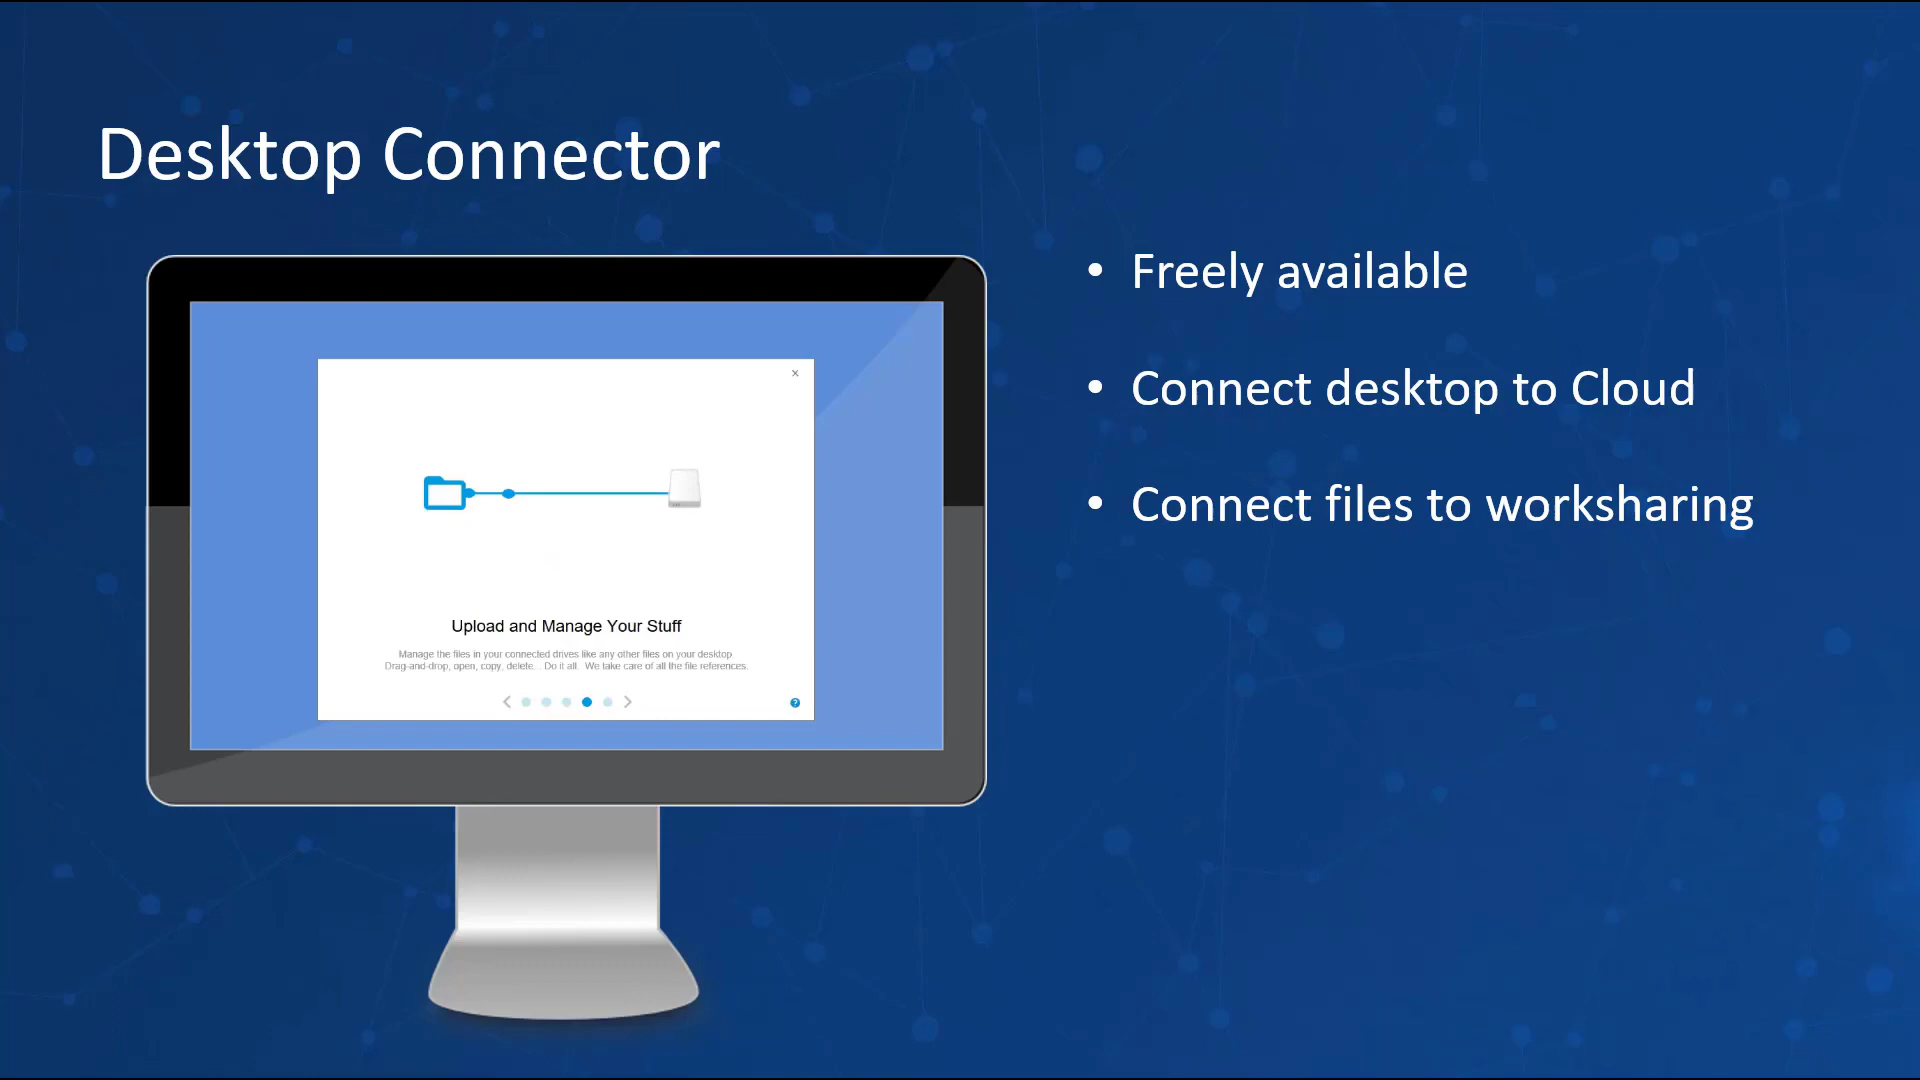 Desktop Connector
• Freely available
• Connect desktop to Cloud
• Connect files to worksharing
Upload and Manage Your Stuff
Manage the files in your connected drives like any other files on your desktop.
Drag-and-drop, open, copy, delete... Do it all. We take care of all the file references.